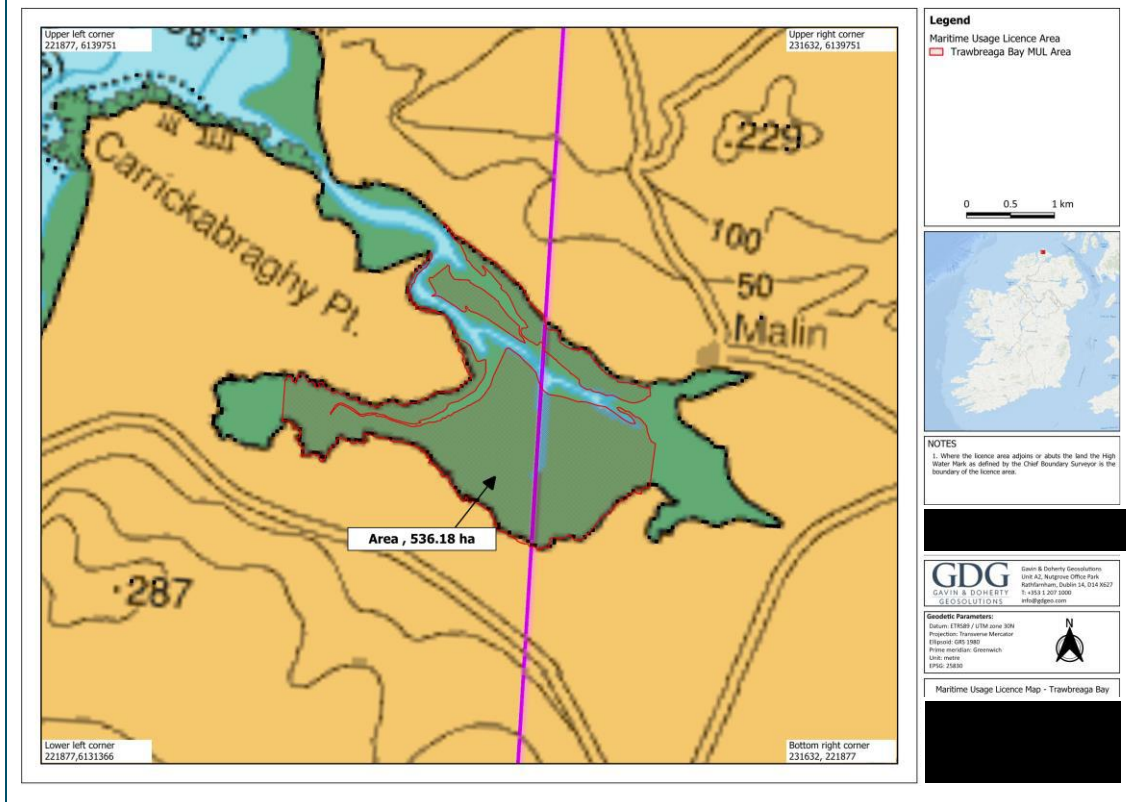 Upper left corner
221877, 6139751
Upper right corner
231632, 6139751
.229
Carrickabraghy Pt.
100
50
Malin
Area , 536.18 ha
.287
Lower left corner
221877,6131366
Bottom right corner
231632, 221877
Legend
Maritime Usage Licence Area
Trawbreaga Bay MUL Area
0 0.5 1 km
NOTES
1. Where the licence area adjoins or abuts the land the High
Water Mark as defined by the Chief Boundary Surveyor is the
boundary of the licence area.
GDG
GAVIN & DOHERTY
GEOSOLUTIONS
Gavin & Doherty Geosolutions
Unit A2, Nutgrove Office Park
Rathfarnham, Dublin 14, D14 X627
T: +353 1 207 1000
info@gdgeo.com
Geodetic Parameters:
Datum: ETRS89 / UTM zone 30N
Projection: Transverse Mercator
Ellipsoid: GRS 1980
Prime meridian: Greenwich
Unit: metre
EPSG: 25830
N
Maritime Usage Licence Map - Trawbreaga Bay